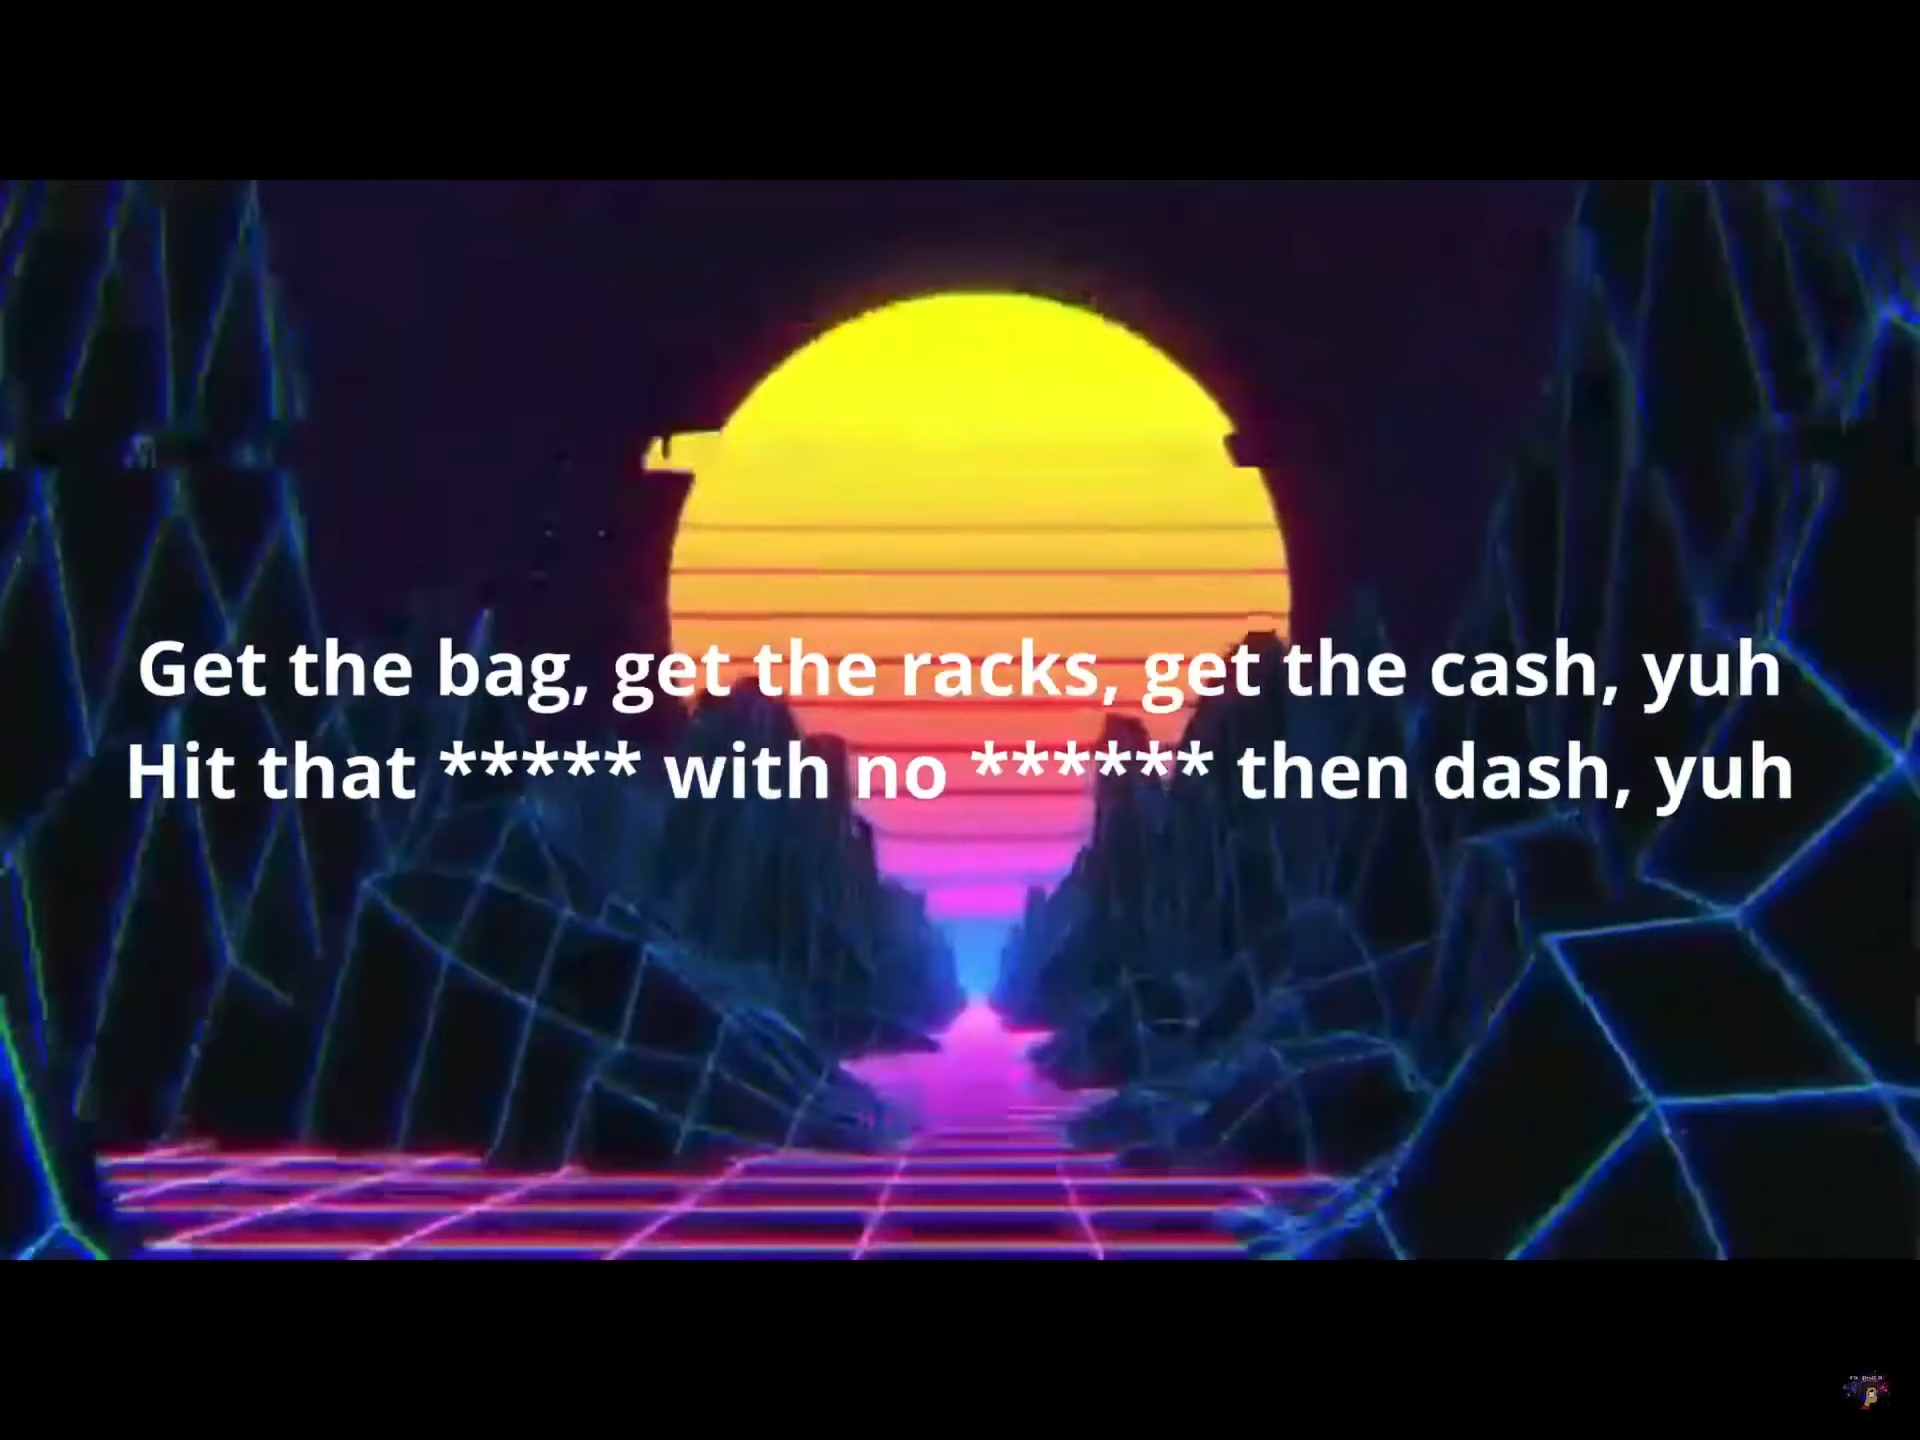 Get the bag, get the racks, get the cash, yuh
Hit that ***** with no ****** then dash, yuh